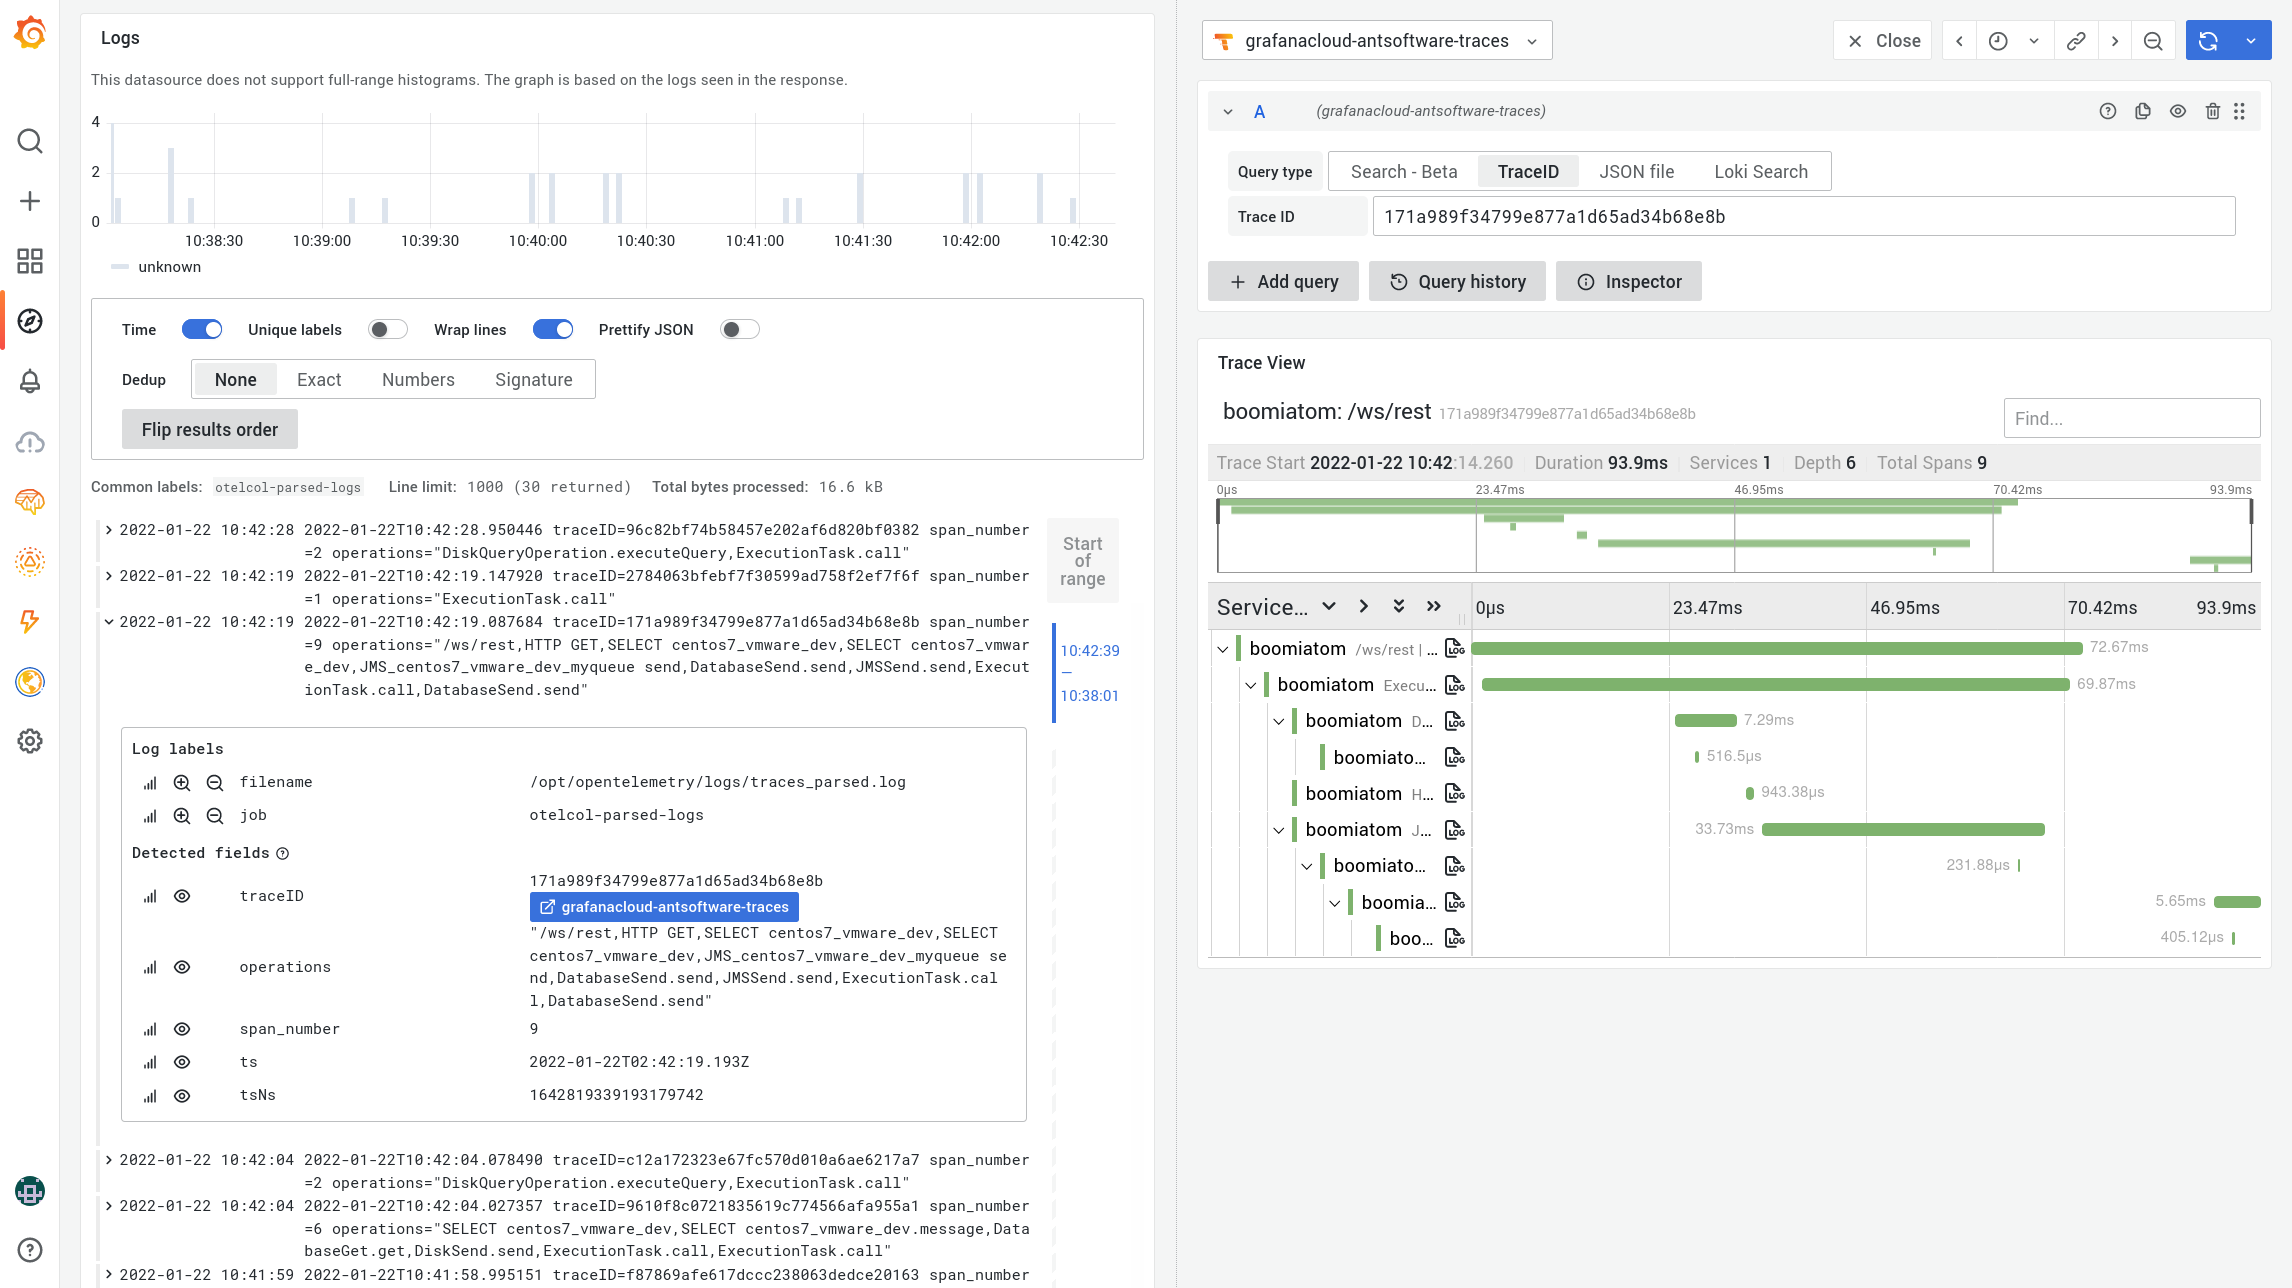 Logs
This datasource does not support full-range histograms. The graph is based on the logs seen in the response.
4
2
0
10:38:30 10:39:00 10:39:30 10:40:00 10:40:30 10:41:00 10:41:30 10:42:00 10:42:30
unknown
Time Unique labels Wrap lines Prettify JSON
Dedup None Exact Numbers Signature
Flip results order
Common labels: otelcol-parsed-logs Line limit: 1000 (30 returned) Total bytes processed: 16.6 kB
2022-01-22 10:42:28 2022-01-22T10:42:28.950446 traceID=96c82bf74b58457e202af6d820bf0382 span_number
=2 operations="DiskQueryOperation.executeQuery,ExecutionTask.call"
2022-01-22 10:42:19 2022-01-22T10:42:19.147920 traceID=2784063bfebf7f30599ad758f2ef7f6f span_number
=1 operations="ExecutionTask.call"
2022-01-22 10:42:19 2022-01-22T10:42:19.087684 traceID=171a989f34799e877a1d65ad34b68e8b span_number
=9 operations="/ws/rest,HTTP GET,SELECT centos7_vmware_dev,SELECT centos7_vmwar
e_dev,JMS_centos7_vmware_dev_myqueue send,DatabaseSend.send,JMSSend.send,Execut
ionTask.call,DatabaseSend.send"
Start
of
range
10:42:39
—
10:38:01
Log labels
filename /opt/opentelemetry/logs/traces_parsed.log
job otelcol-parsed-logs
Detected fields
traceID 171a989f34799e877a1d65ad34b68e8b
grafanacloud-antsoftware-traces
operations "/ws/rest,HTTP GET,SELECT centos7_vmware_dev,SELECT
centos7_vmware_dev,JMS_centos7_vmware_dev_myqueue se
nd,DatabaseSend.send,JMSSend.send,ExecutionTask.cal
l,DatabaseSend.send"
span_number 9
ts 2022-01-22T02:42:19.193Z
tsNs 1642819339193179742
2022-01-22 10:42:04 2022-01-22T10:42:04.078490 traceID=c12a172323e67fc570d010a6ae6217a7 span_number
=2 operations="DiskQueryOperation.executeQuery,ExecutionTask.call"
2022-01-22 10:42:04 2022-01-22T10:42:04.027357 traceID=9610f8c0721835619c774566afa955a1 span_number
=6 operations="SELECT centos7_vmware_dev,SELECT centos7_vmware_dev.message,Data
baseGet.get,DiskSend.send,ExecutionTask.call,ExecutionTask.call"
2022-01-22 10:41:59 2022-01-22T10:41:58.995151 traceID=f87869afe617dccc238063dedce20163 span_number
grafanacloud-antsoftware-traces
Close
A (grafanacloud-antsoftware-traces)
Query type Search - Beta TraceID JSON file Loki Search
Trace ID 171a989f34799e877a1d65ad34b68e8b
Add query Query history Inspector
Trace View
boomiatom: /ws/rest 171a989f34799e877a1d65ad34b68e8b
Find...
Trace Start 2022-01-22 10:42:14.260 Duration 93.9ms Services 1 Depth 6 Total Spans 9
0μs 23.47ms 46.95ms 70.42ms 93.9ms
Service... 0μs 23.47ms 46.95ms 70.42ms 93.9ms
boomiatom /ws/rest | ... LOG 72.67ms
boomiatom Execu... LOG 69.87ms
boomiatom D... LOG 7.29ms
boomiato... LOG 516.5μs
boomiatom H... LOG 943.38μs
boomiatom J... LOG 33.73ms
boomiato... LOG 231.88μs
boomia... LOG 5.65ms
boo... LOG 405.12μs